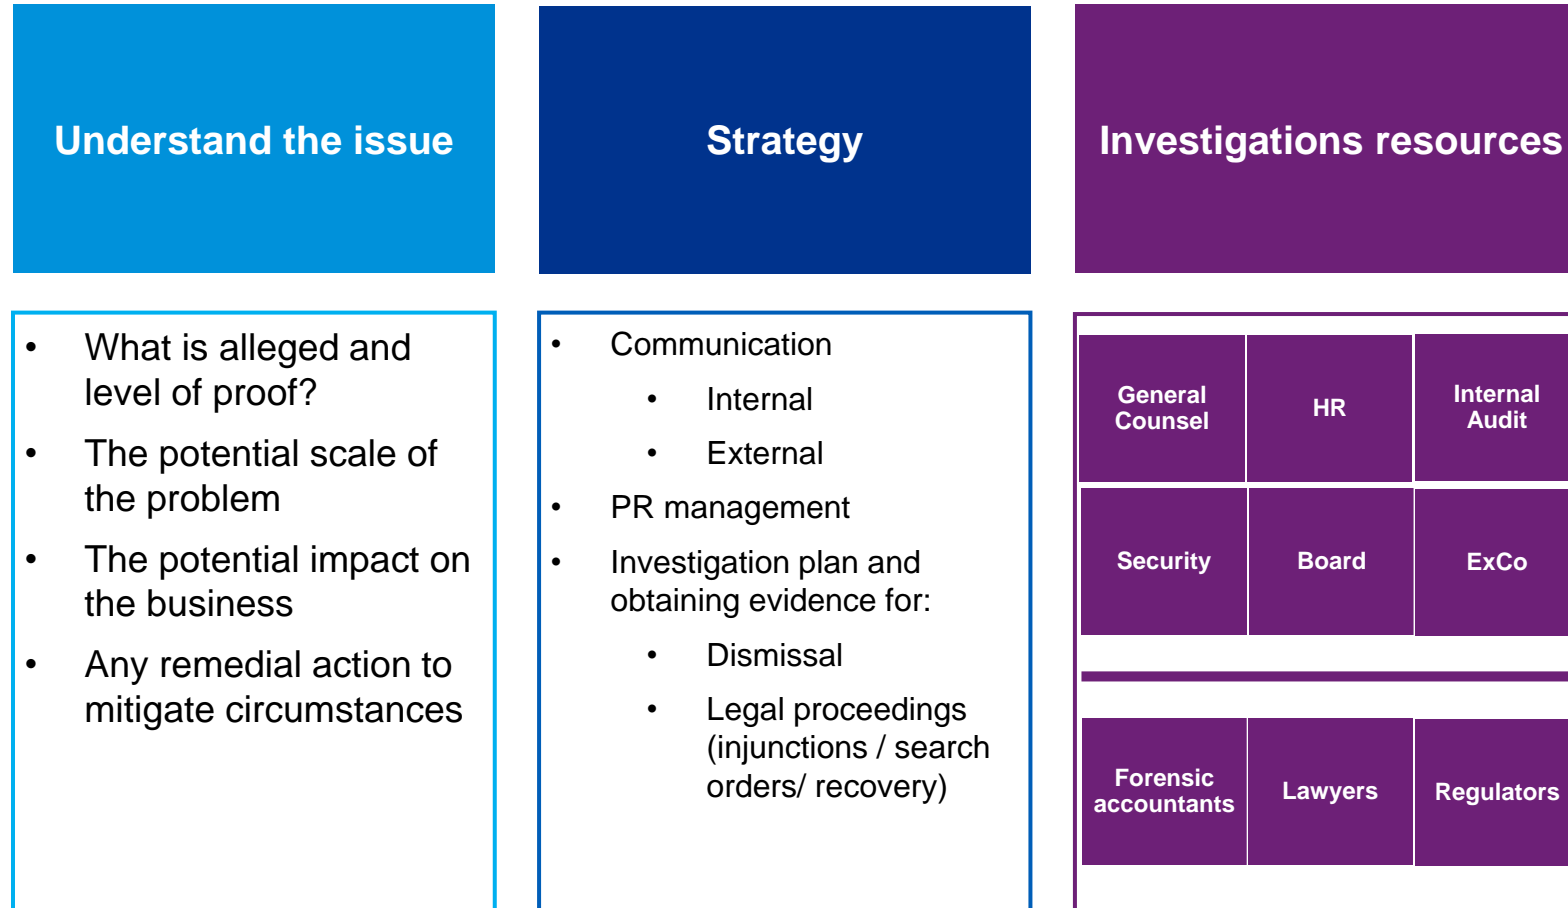 Understand the issue
• What is alleged and
level of proof?
• The potential scale of
the problem
• The potential impact on
the business
• Any remedial action to
mitigate circumstances
Strategy
• Communication
• Internal
• External
• PR management
• Investigation plan and
obtaining evidence for:
• Dismissal
• Legal proceedings
(injunctions / search
orders/ recovery)
Investigations resources
General
Counsel
HR
Internal
Audit
Security
Board
ExCo
Forensic
accountants
Lawyers
Regulators